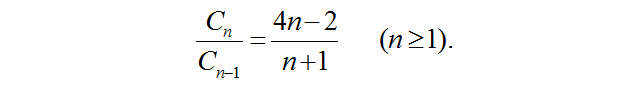 C_n / C_{n−1} = (4n−2) / (n+1) (n ≥ 1).